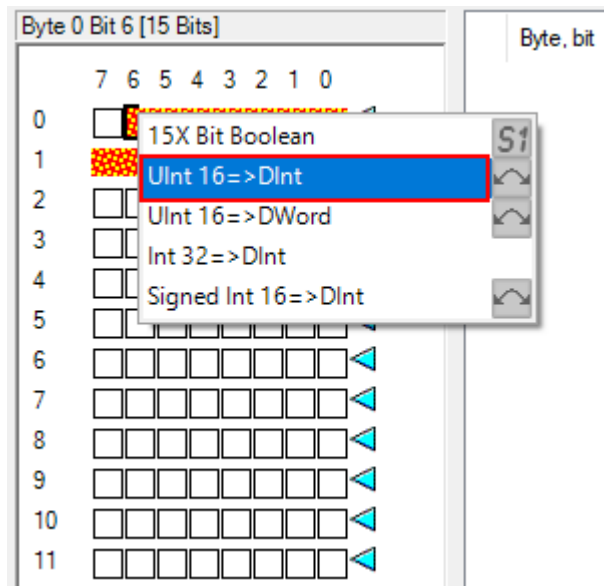 Byte 0 Bit 6 [15 Bits]
Byte, bit
7 6 5 4 3 2 1 0
0
15X Bit Boolean S1
1
UInt 16=>DInt
2
UInt 16=>DWord
3
Int 32=>DInt
4
Signed Int 16=>DInt
5
6
7
8
9
10
11